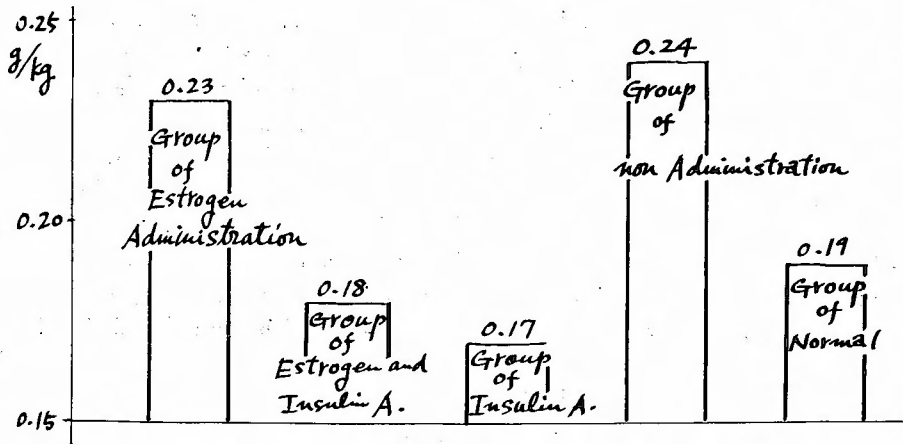 0.25
g/kg
0.20
0.15
0.23
Group
of
Estrogen
Administration
0.18
Group
of
Estrogen and
Insulin A.
0.17
Group
of
Insulin A.
0.24
Group
of
non Administration
0.19
Group
of
Normal